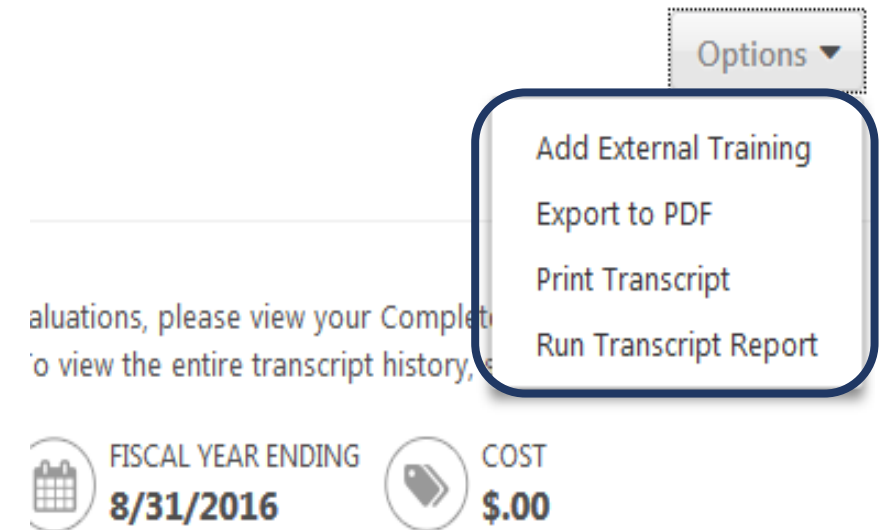 Options
Add External Training
Export to PDF
Print Transcript
Run Transcript Report
aluations, please view your Complet
o view the entire transcript history,
FISCAL YEAR ENDING
8/31/2016
COST
$.00